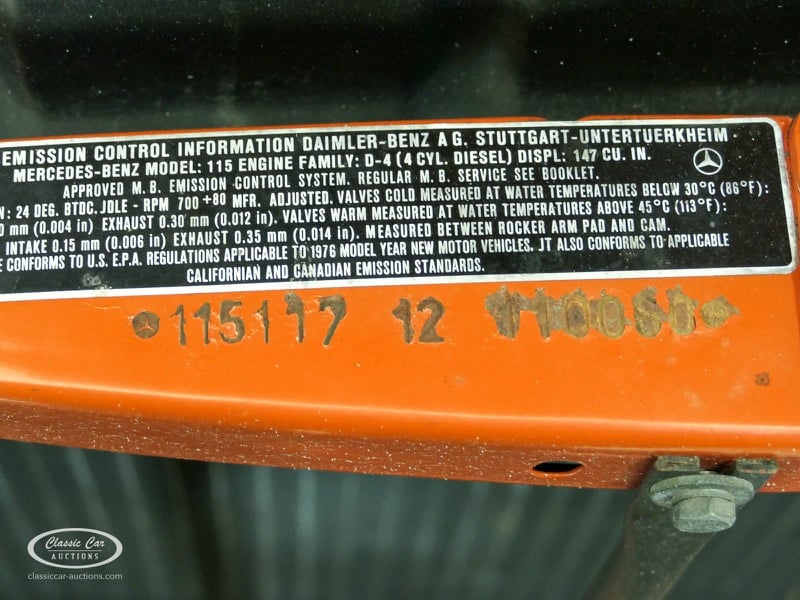 EMISSION CONTROL INFORMATION DAIMLER-BENZ A G. STUTTGART-UNTERTUERKHEIM
MERCEDES-BENZ MODEL: 115 ENGINE FAMILY: D-4 (4 CYL. DIESEL) DISPL: 147 CU. IN.
APPROVED M.B. EMISSION CONTROL SYSTEM. REGULAR M.B. SERVICE SEE BOOKLET.
N: 24 DEG. BTDC. JDLE - RPM 700 +80 MFR. ADJUSTED. VALVES COLD MEASURED AT WATER TEMPERATURES BELOW 30°C (86°F):
0 mm (0.004 in) EXHAUST 0.30 mm (0.012 in). VALVES WARM MEASURED AT WATER TEMPERATURES ABOVE 45°C (113°F):
INTAKE 0.15 mm (0.006 in) EXHAUST 0.35 mm (0.014 in). MEASURED BETWEEN ROCKER ARM PAD AND CAM.
E CONFORMS TO U.S. E.P.A. REGULATIONS APPLICABLE TO 1976 MODEL YEAR NEW MOTOR VEHICLES. JT ALSO CONFORMS TO APPLICABLE
CALIFORNIAN AND CANADIAN EMISSION STANDARDS.
115117 12
Classic Car
AUCTIONS
classiccar-auctions.com